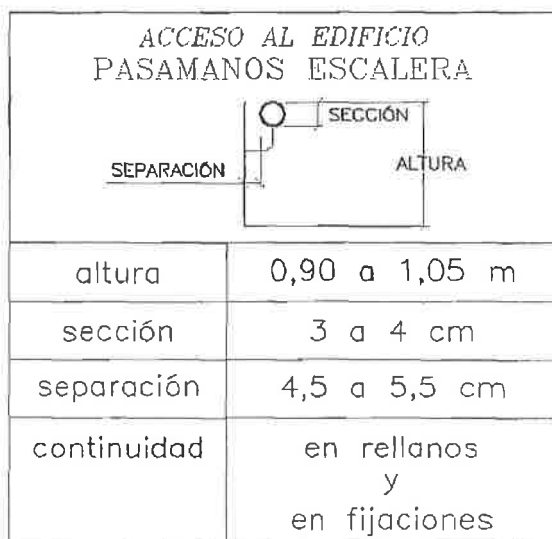 ACCESO AL EDIFICIO
PASAMANOS ESCALERA
SECCIÓN
SEPARACIÓN
ALTURA
altura 0,90 a 1,05 m
sección 3 a 4 cm
separación 4,5 a 5,5 cm
continuidad en rellanos
y
en fijaciones